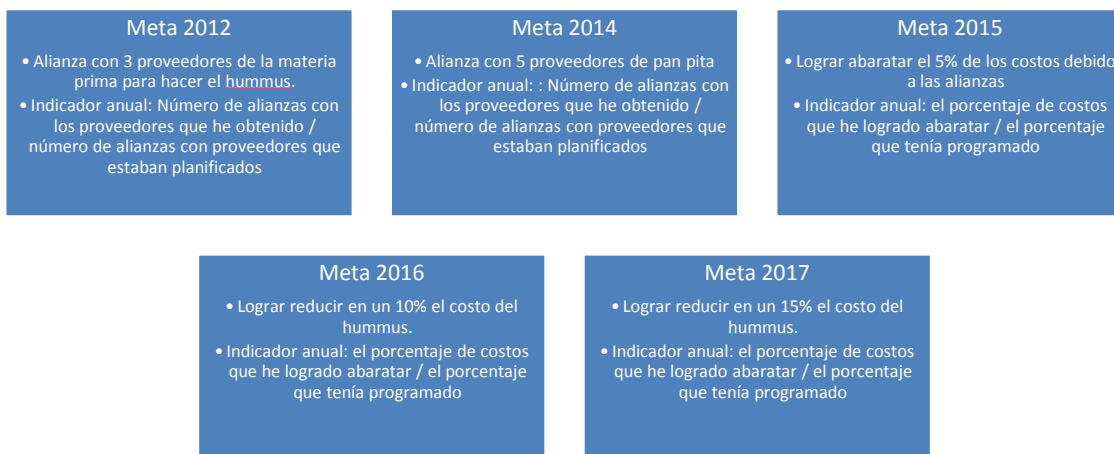 Meta 2012
• Alianza con 3 proveedores de la materia
prima para hacer el hummus.
• Indicador anual: Número de alianzas con
los proveedores que he obtenido /
número de alianzas con proveedores que
estaban planificados
Meta 2014
• Alianza con 5 proveedores de pan pita
• Indicador anual: : Número de alianzas con
los proveedores que he obtenido /
número de alianzas con proveedores que
estaban planificados
Meta 2015
• Lograr abaratar el 5% de los costos debido
a las alianzas
• Indicador anual: el porcentaje de costos
que he logrado abaratar / el porcentaje
que tenía programado
Meta 2016
• Lograr reducir en un 10% el costo del
hummus.
• Indicador anual: el porcentaje de costos
que he logrado abaratar / el porcentaje
que tenía programado
Meta 2017
• Lograr reducir en un 15% el costo del
hummus.
• Indicador anual: el porcentaje de costos
que he logrado abaratar / el porcentaje
que tenía programado